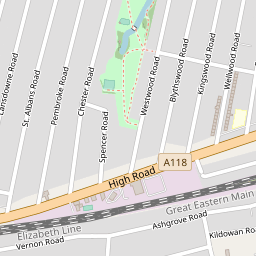 Lansdowne Road
St. Albans Road
Pembroke Road
Chester Road
Spencer Road
Westwood Road
Blythswood Road
Kingswood Road
Wellwood Road
A118
High Road
Great Eastern Main
Elizabeth Line
Vernon Road
Ashgrove Road
Kildowan Road